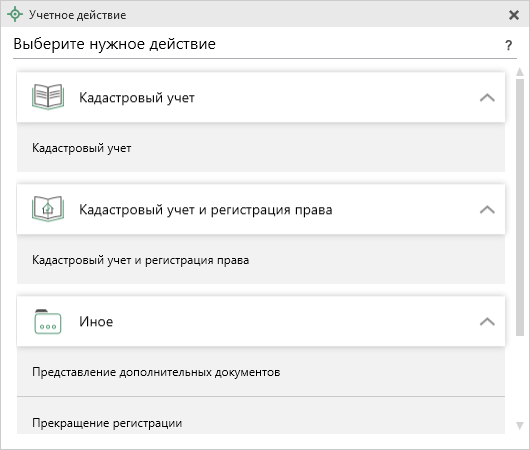 Учетное действие
Выберите нужное действие ?
Кадастровый учет
Кадастровый учет
Кадастровый учет и регистрация права
Кадастровый учет и регистрация права
Иное
Представление дополнительных документов
Прекращение регистрации